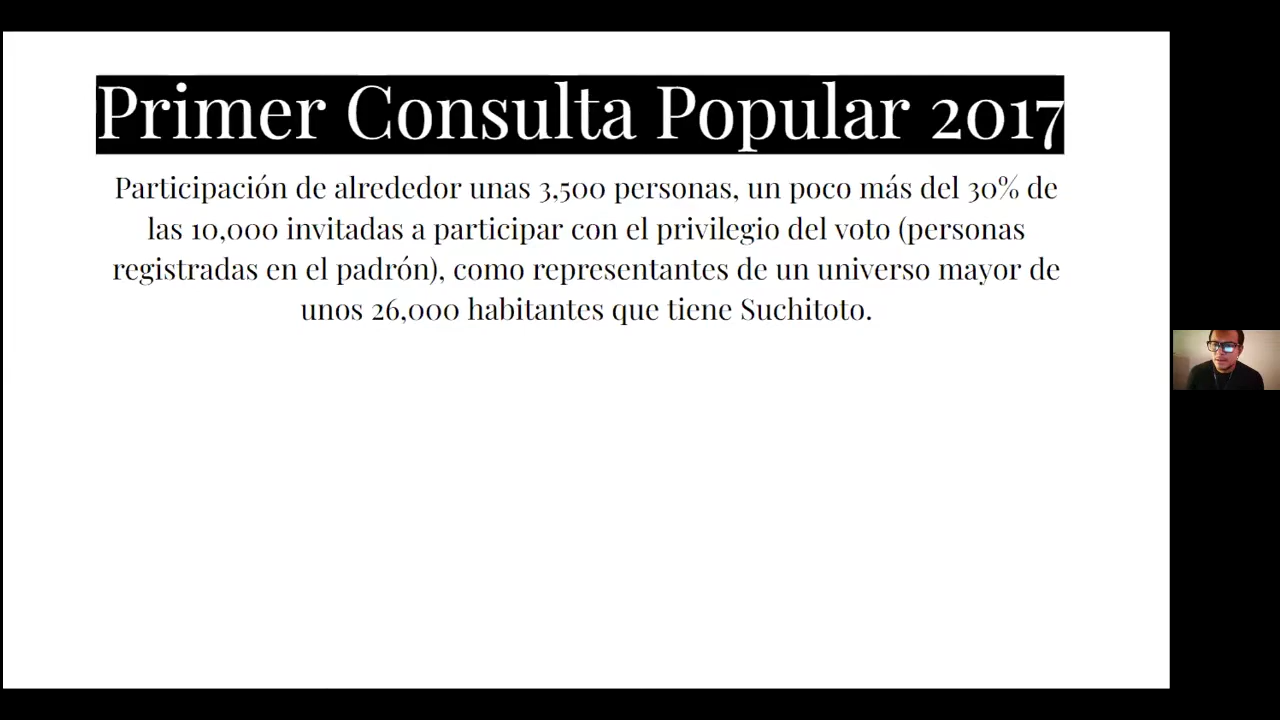 Primer Consulta Popular 2017
Participación de alrededor unas 3,500 personas, un poco más del 30% de
las 10,000 invitadas a participar con el privilegio del voto (personas
registradas en el padrón), como representantes de un universo mayor de
unos 26,000 habitantes que tiene Suchitoto.